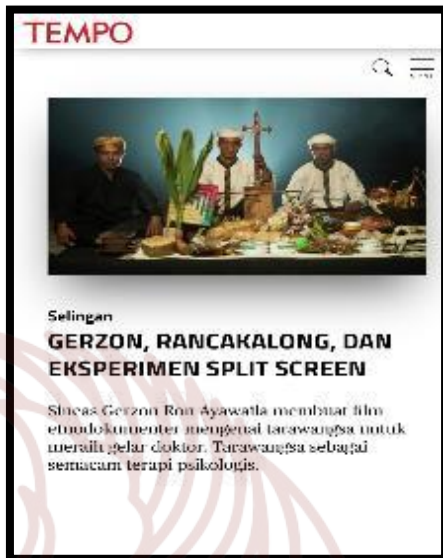 TEMPO
Selingan
GERZON, RANCAKALONG, DAN
EKSPERIMEN SPLIT SCREEN
Sineas Gerzon Ron Ayawaila membuat film
etnodokumenter mengenai tarawangsa untuk
meraih gelar doktor. Tarawangsa sebagai
semacam terapi psikologis.